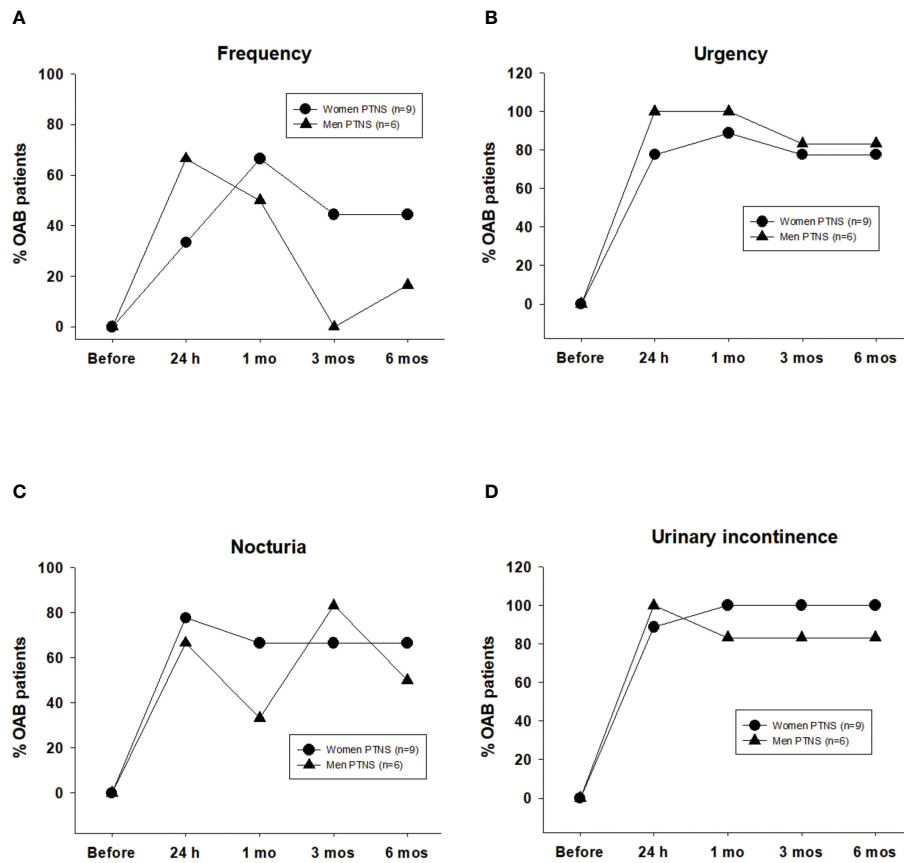 A
Frequency
100
80
60
40
20
0
% OAB patients
Women PTNS (n=9)
Men PTNS (n=6)
Before 24 h 1 mo 3 mos 6 mos
B
Urgency
120
100
80
60
40
20
0
% OAB patients
Women PTNS (n=9)
Men PTNS (n=6)
Before 24 h 1 mo 3 mos 6 mos
C
Nocturia
100
80
60
40
20
0
% OAB patients
Women PTNS (n=9)
Men PTNS (n=6)
Before 24 h 1 mo 3 mos 6 mos
D
Urinary incontinence
120
100
80
60
40
20
0
% OAB patients
Women PTNS (n=9)
Men PTNS (n=6)
Before 24 h 1 mo 3 mos 6 mos